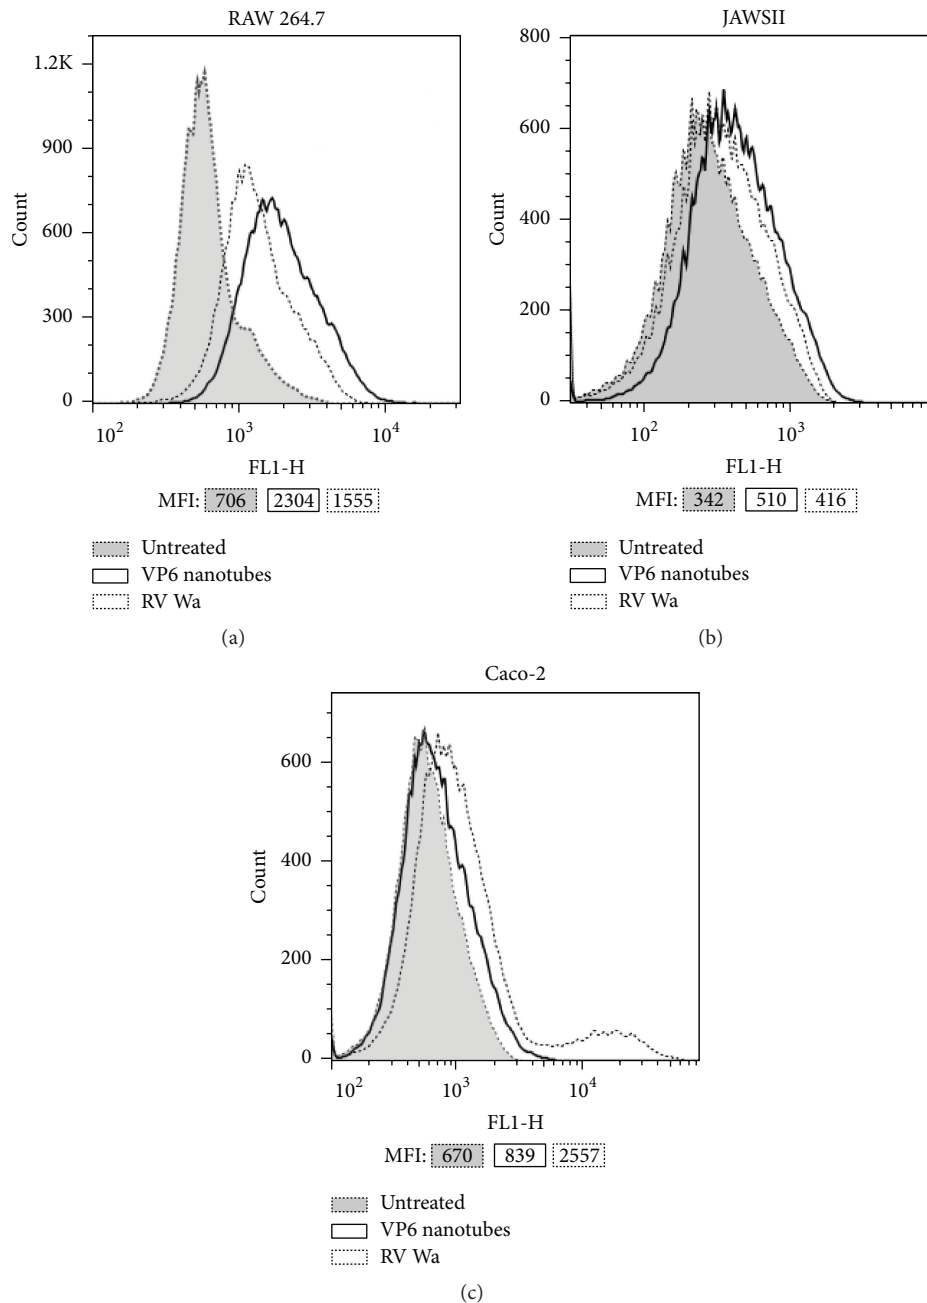 RAW 264.7
1.2K
900
600
300
0
Count
10²
10³
10⁴
FL1-H
MFI: 706 2304 1555
Untreated
VP6 nanotubes
RV Wa
(a)
JAWSII
800
600
400
200
0
Count
10²
10³
FL1-H
MFI: 342 510 416
Untreated
VP6 nanotubes
RV Wa
(b)
Caco-2
600
400
200
0
Count
10²
10³
10⁴
FL1-H
MFI: 670 839 2557
Untreated
VP6 nanotubes
RV Wa
(c)